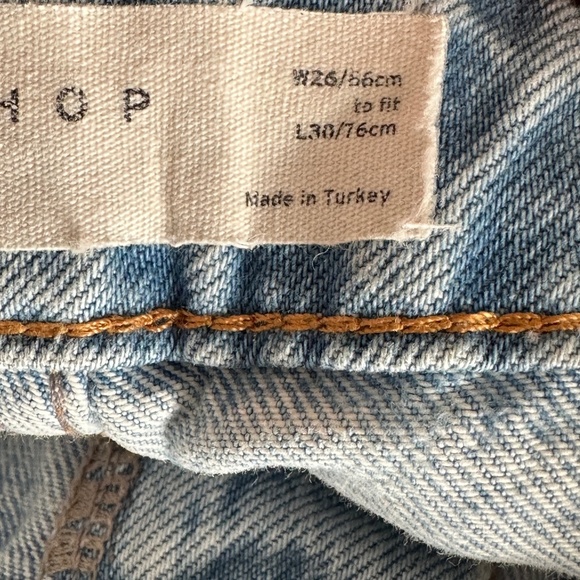 HOP
W26/66cm
to fit
L30/76cm
Made in Turkey